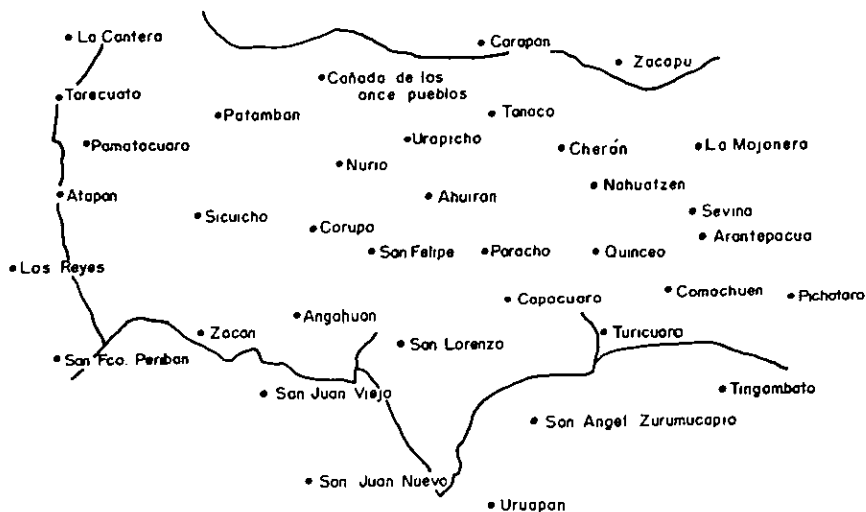 La Cantera
Carapan
Zacapu
Cañada de los
once pueblos
Tarecuato
Patamban
Tanaco
Urapicho
Pamatacuaro
Cherán
La Mojonera
Nurio
Nahuatzen
Atapan
Ahuiran
Sicuicho
Sevina
Corupo
Arantepacua
San Felipe
Paracho
Quinceo
Los Reyes
Comachuen
Pichataro
Capacuaro
Angahuan
Zacan
Turicuaro
San Lorenzo
San Fco. Periban
Tingambato
San Juan Viejo
San Angel Zurumucapio
San Juan Nuevo
Uruapan